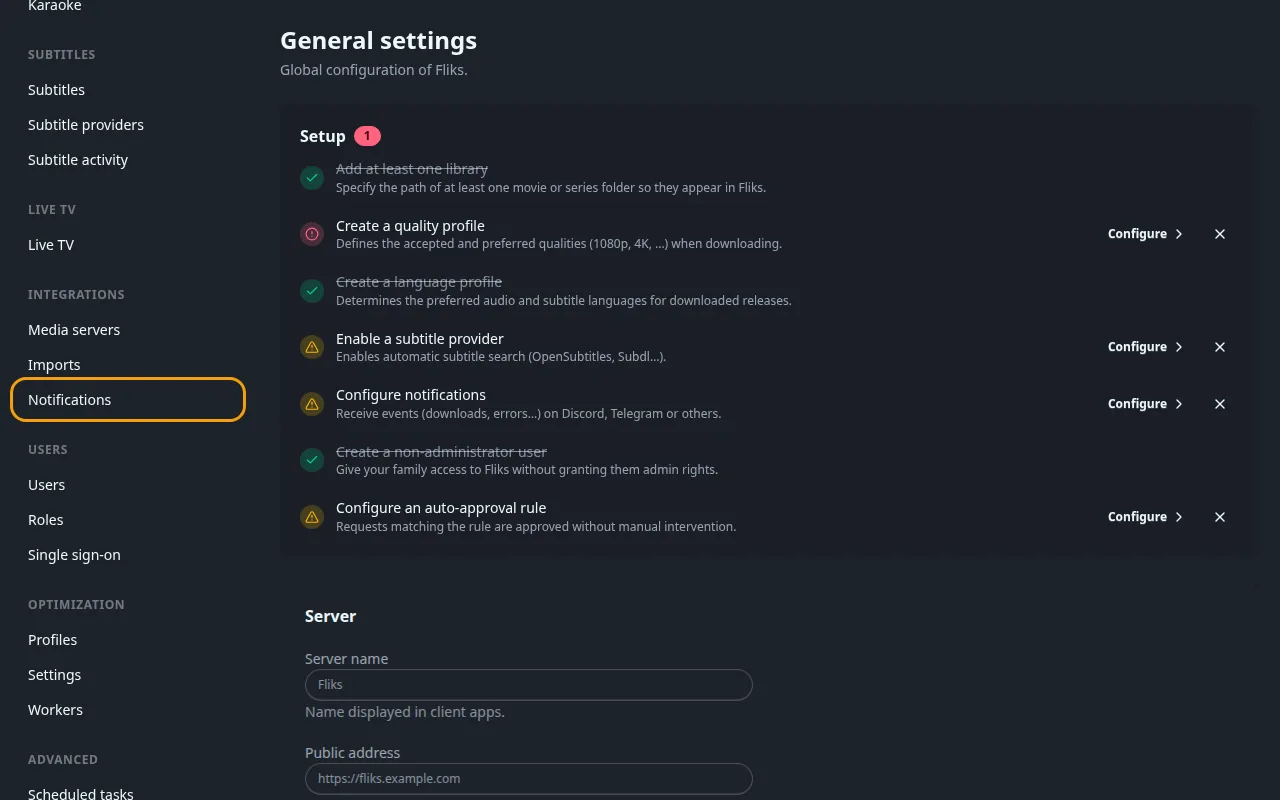 Karaoke
SUBTITLES
Subtitles
Subtitle providers
Subtitle activity
LIVE TV
Live TV
INTEGRATIONS
Media servers
Imports
Notifications
USERS
Users
Roles
Single sign-on
OPTIMIZATION
Profiles
Settings
Workers
ADVANCED
Scheduled tasks
General settings
Global configuration of Fliks.
Setup 1
Add at least one library
Specify the path of at least one movie or series folder so they appear in Fliks.
Create a quality profile
Defines the accepted and preferred qualities (1080p, 4K, ...) when downloading.
Configure
Create a language profile
Determines the preferred audio and subtitle languages for downloaded releases.
Enable a subtitle provider
Enables automatic subtitle search (OpenSubtitles, Subdl...).
Configure
Configure notifications
Receive events (downloads, errors...) on Discord, Telegram or others.
Configure
Create a non-administrator user
Give your family access to Fliks without granting them admin rights.
Configure an auto-approval rule
Requests matching the rule are approved without manual intervention.
Configure
Server
Server name
Fliks
Name displayed in client apps.
Public address
https://fliks.example.com